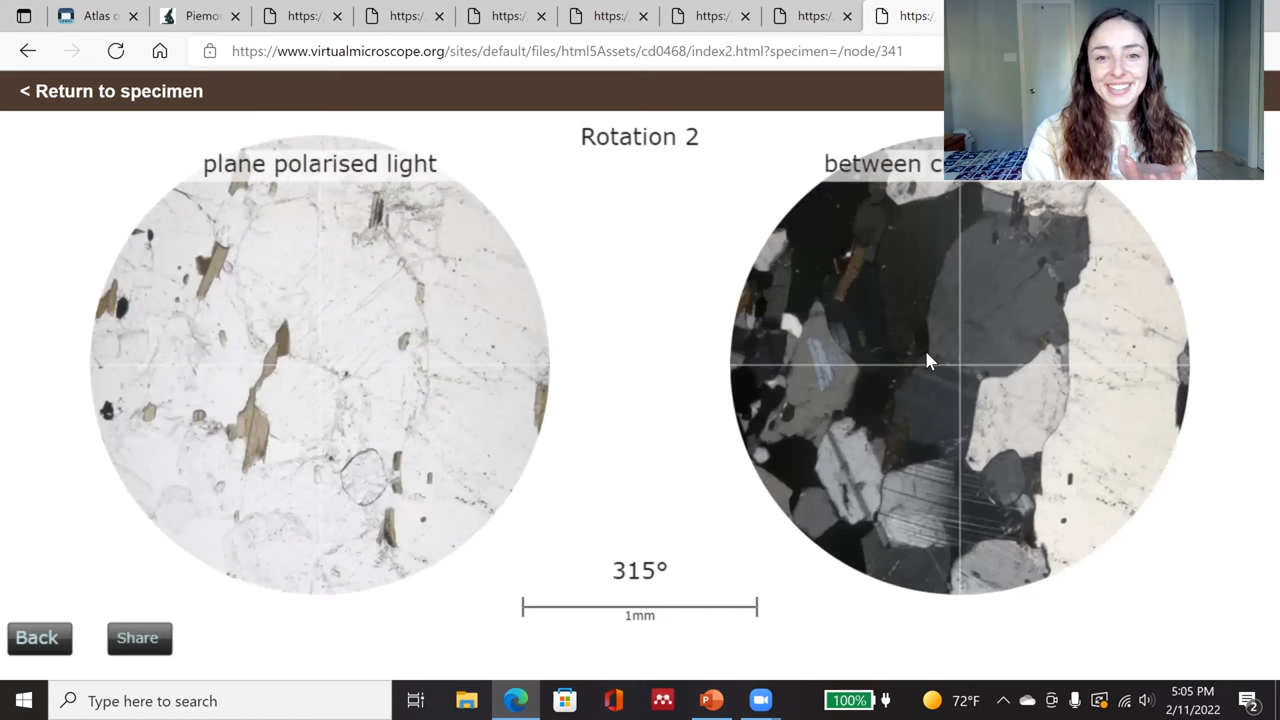 Atlas o
Piemon
https:/
https:/
https:/
https:/
https:/
https:/
https:/
https://www.virtualmicroscope.org/sites/default/files/html5Assets/cd0468/index2.html?specimen=/node/341
< Return to specimen
Rotation 2
plane polarised light
between c
315°
1mm
Back
Share
Type here to search
100%
72°F
5:05 PM
2/11/2022
2